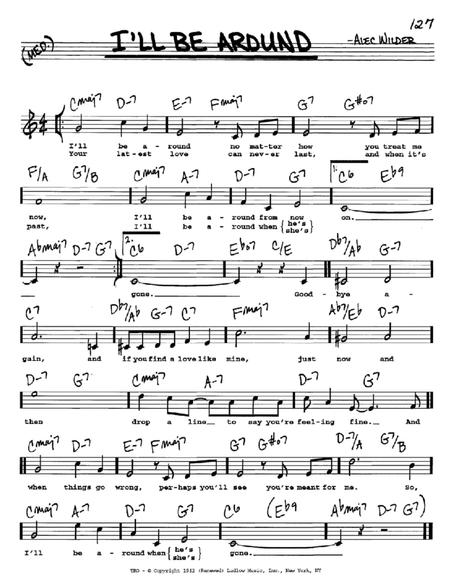 127
(MED.) I'LL BE AROUND -ALEC WILDER
Cmaj7 D-7 E-7 Fmaj7 G7 G#o7
I'll be a - round no mat-ter how you treat me
Your lat-est love can nev-er last, and when it's
F/A G7/B Cmaj7 A-7 D-7 G7 1. C6 Eb9
now, I'll be a - round from now on.
past, I'll be a - round when {he's she's}
Abmaj7 D-7 G7 2. C6 D-7 Ebo7 C/E Db7/Ab G-7
gone. Good-bye a -
C7 Db7/Ab G-7 C7 F maj7
gain, and if you find a love like mine, just now and
D-7 G7 Cmaj7 A-7 D-7 G7
then drop a line to say you're feel-ing fine. And
Cmaj7 D-7 E-7 Fmaj7 G7 G#o7 D-7/A G7/B
when things go wrong, per-haps you'll see you're meant for me. So,
Cmaj7 A-7 D-7 G7 C6 (Eb9 Abmaj7 D-7 G7)
I'll be a - round when {he's she's} gone.
TRO - © Copyright 1942 (Renewed) Ludlow Music, Inc., New York, NY